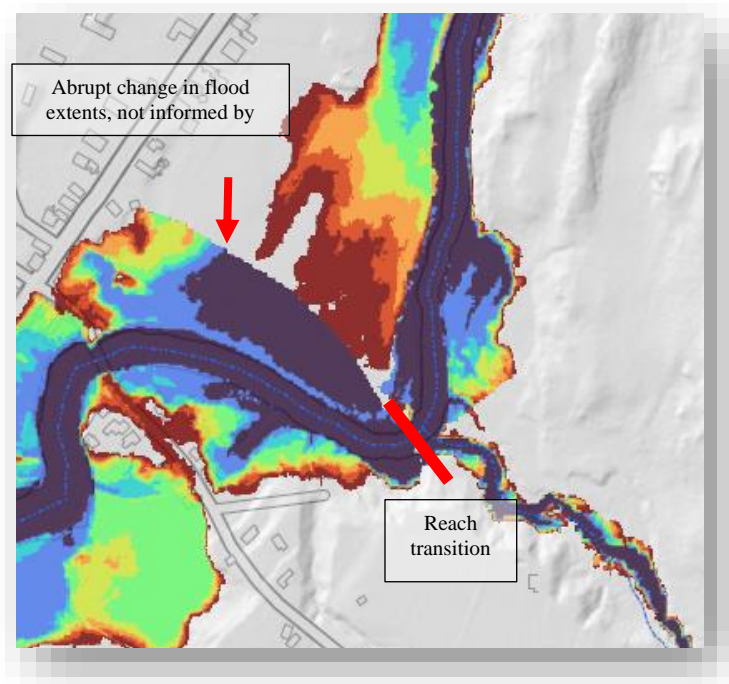 Abrupt change in flood
extents, not informed by
Reach
transition